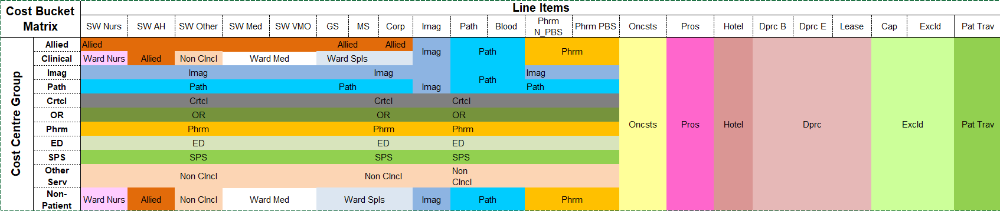 Cost Bucket Matrix Line Items
SW Nurs SW AH SW Other SW Med SW VMO GS MS Corp Imag Path Blood Phrm N_PBS Phrm PBS Oncsts Pros Hotel Dprc B Dprc E Lease Cap Excld Pat Trav
Cost Centre Group
Allied Allied Allied Allied Imag Path Phrm
Clinical Ward Nurs Allied Non Clncl Ward Med Ward Spls
Imag Imag Imag Path Imag
Path Path Path Imag Path
Crtcl Crtcl Crtcl Crtcl
OR OR OR OR
Oncsts Pros Hotel Dprc Excld Pat Trav
Phrm Phrm Phrm Phrm
ED ED ED ED
SPS SPS SPS SPS
Other Serv Non Clncl Non Clncl Non Clncl
Non-Patient Ward Nurs Allied Non Clncl Ward Med Ward Spls Imag Path Phrm